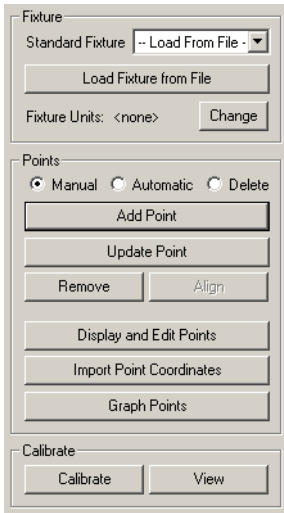 Fixture
Standard Fixture -- Load From File -
Load Fixture from File
Fixture Units: <none> Change
Points
Manual Automatic Delete
Add Point
Update Point
Remove Align
Display and Edit Points
Import Point Coordinates
Graph Points
Calibrate
Calibrate View